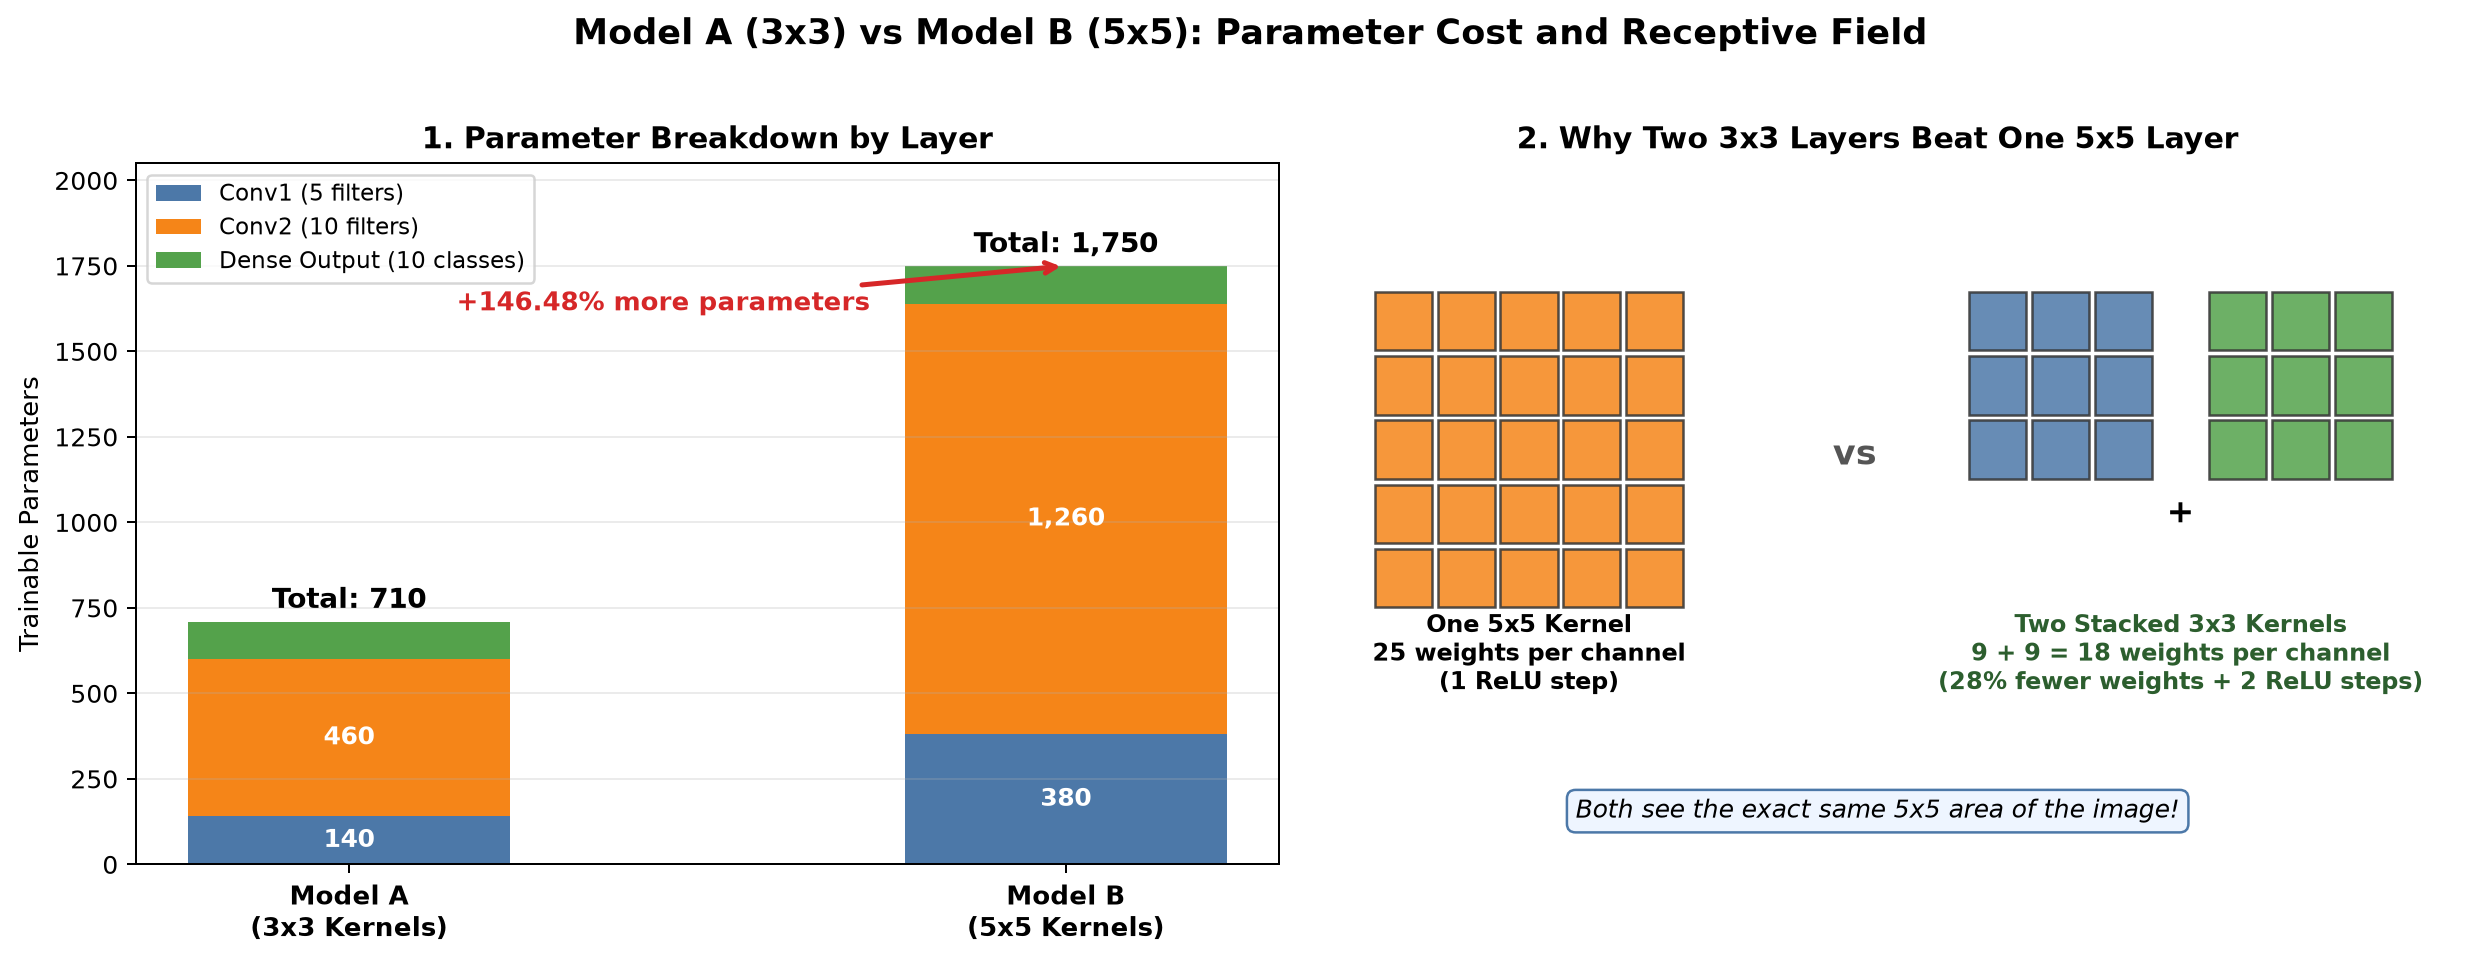 Model A (3x3) vs Model B (5x5): Parameter Cost and Receptive Field
1. Parameter Breakdown by Layer
Trainable Parameters
2000
1750
1500
1250
1000
750
500
250
0
Conv1 (5 filters)
Conv2 (10 filters)
Dense Output (10 classes)
+146.48% more parameters
Total: 710
460
140
Total: 1,750
1,260
380
Model A
(3x3 Kernels)
Model B
(5x5 Kernels)
2. Why Two 3x3 Layers Beat One 5x5 Layer
vs
+
One 5x5 Kernel
25 weights per channel
(1 ReLU step)
Two Stacked 3x3 Kernels
9 + 9 = 18 weights per channel
(28% fewer weights + 2 ReLU steps)
Both see the exact same 5x5 area of the image!